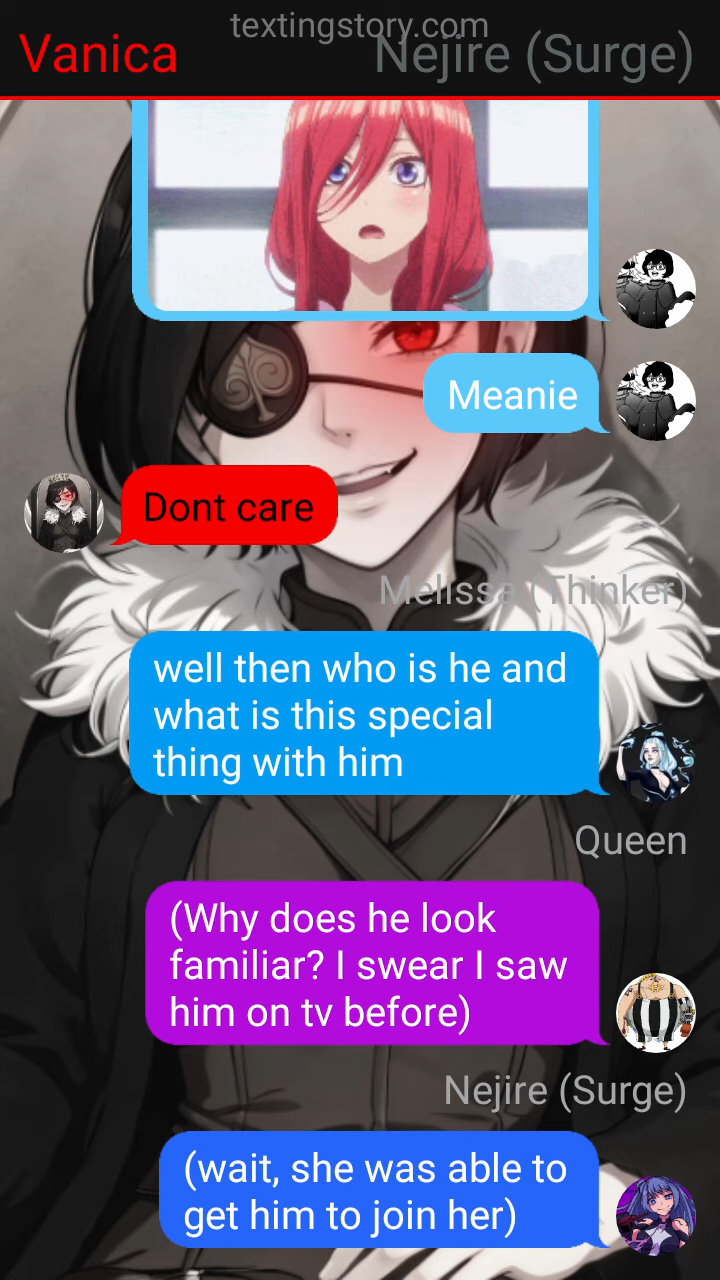 textingstory.com
Vanica
Nejire (Surge)
Meanie
Dont care
Melissa (Thinker)
well then who is he and
what is this special
thing with him
Queen
(Why does he look
familiar? I swear I saw
him on tv before)
Nejire (Surge)
(wait, she was able to
get him to join her)